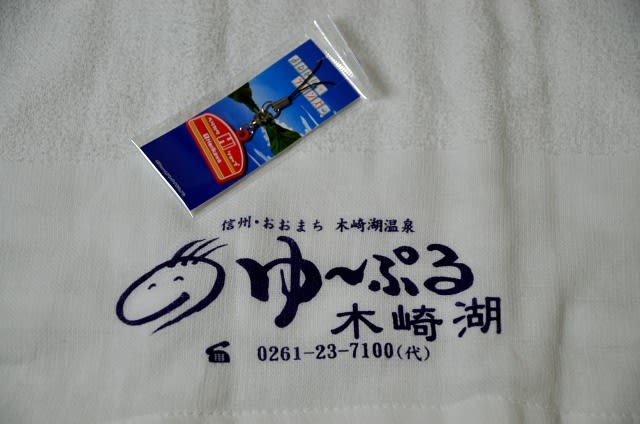 信州・おおまち 木崎湖温泉
ゆ〜ぷる
木崎湖
☎ 0261-23-7100(代)